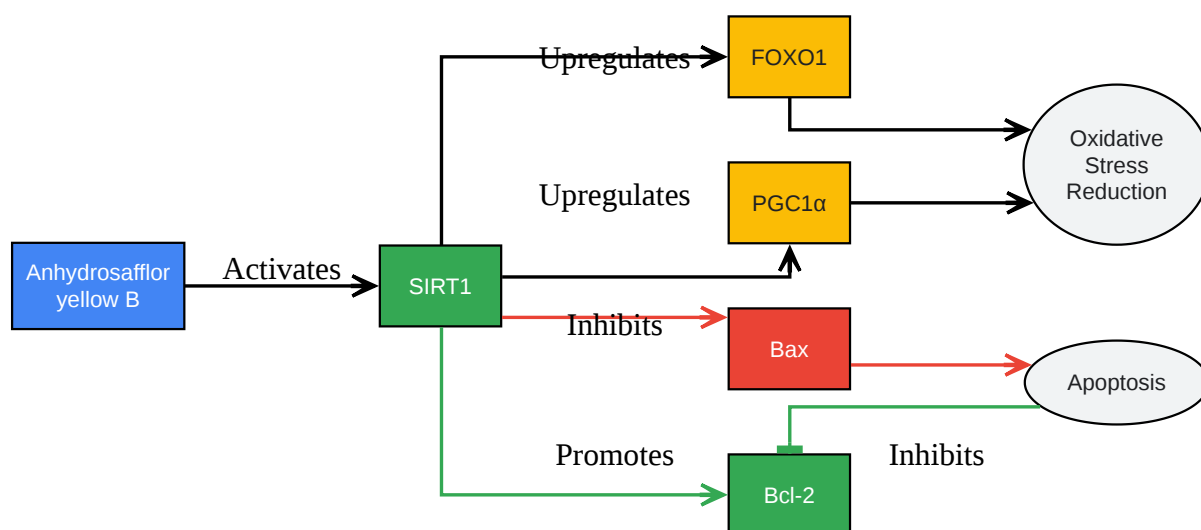 Upregulates
FOXO1
Oxidative
Stress
Reduction
Upregulates
PGC1α
Anhydrosafflor
yellow B
Activates
SIRT1
Inhibits
Bax
Apoptosis
Promotes
Inhibits
Bcl-2